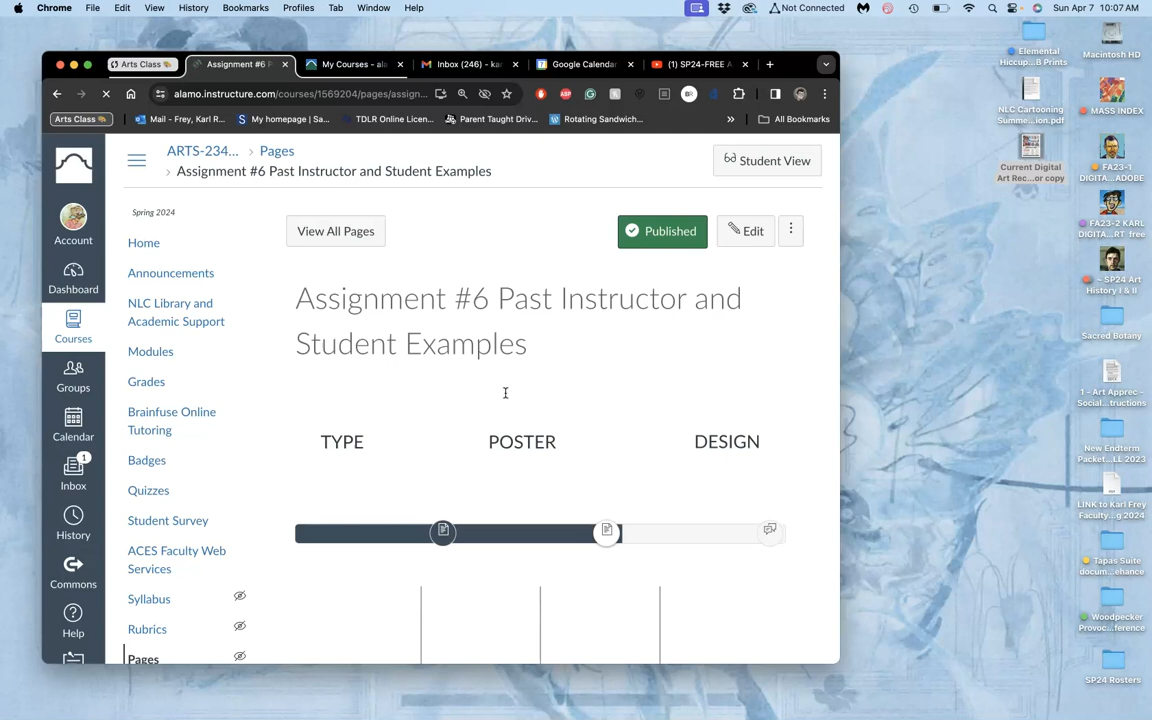 Chrome File Edit View History Bookmarks Profiles Tab Window Help Not Connected Sun Apr 7 10:07 AM
Arts Class Assignment #6 P My Courses - ala Inbox (246) - kar Google Calendar (1) SP24-FREE A
alamo.instructure.com/courses/1569204/pages/assign...
Arts Class Mail - Frey, Karl R... My homepage | Sa... TDLR Online Licen... Parent Taught Driv... Rotating Sandwich... » All Bookmarks
ARTS-234... > Pages
> Assignment #6 Past Instructor and Student Examples
Student View
Account
Dashboard
Courses
Groups
Calendar
1
Inbox
History
Commons
Help
Spring 2024
Home
Announcements
NLC Library and
Academic Support
Modules
Grades
Brainfuse Online
Tutoring
Badges
Quizzes
Student Survey
ACES Faculty Web
Services
Syllabus
Rubrics
Pages
View All Pages
Published
Edit
Assignment #6 Past Instructor and
Student Examples
TYPE POSTER DESIGN
Elemental
Hiccup...B Prints
Macintosh HD
NLC Cartooning
Summe...ion.pdf
MASS INDEX
Current Digital
Art Rec...or copy
FA23-1
DIGITA...ADOBE
FA23-2 KARL
DIGITA...RT free
~ SP24 Art
History I & II
Sacred Botany
1 - Art Apprec -
Social...tructions
New Endterm
Packet...LL 2023
LINK to Karl Frey
Faculty...g 2024
Tapas Suite
docum...ehance
Woodpecker
Provoc...ference
SP24 Rosters